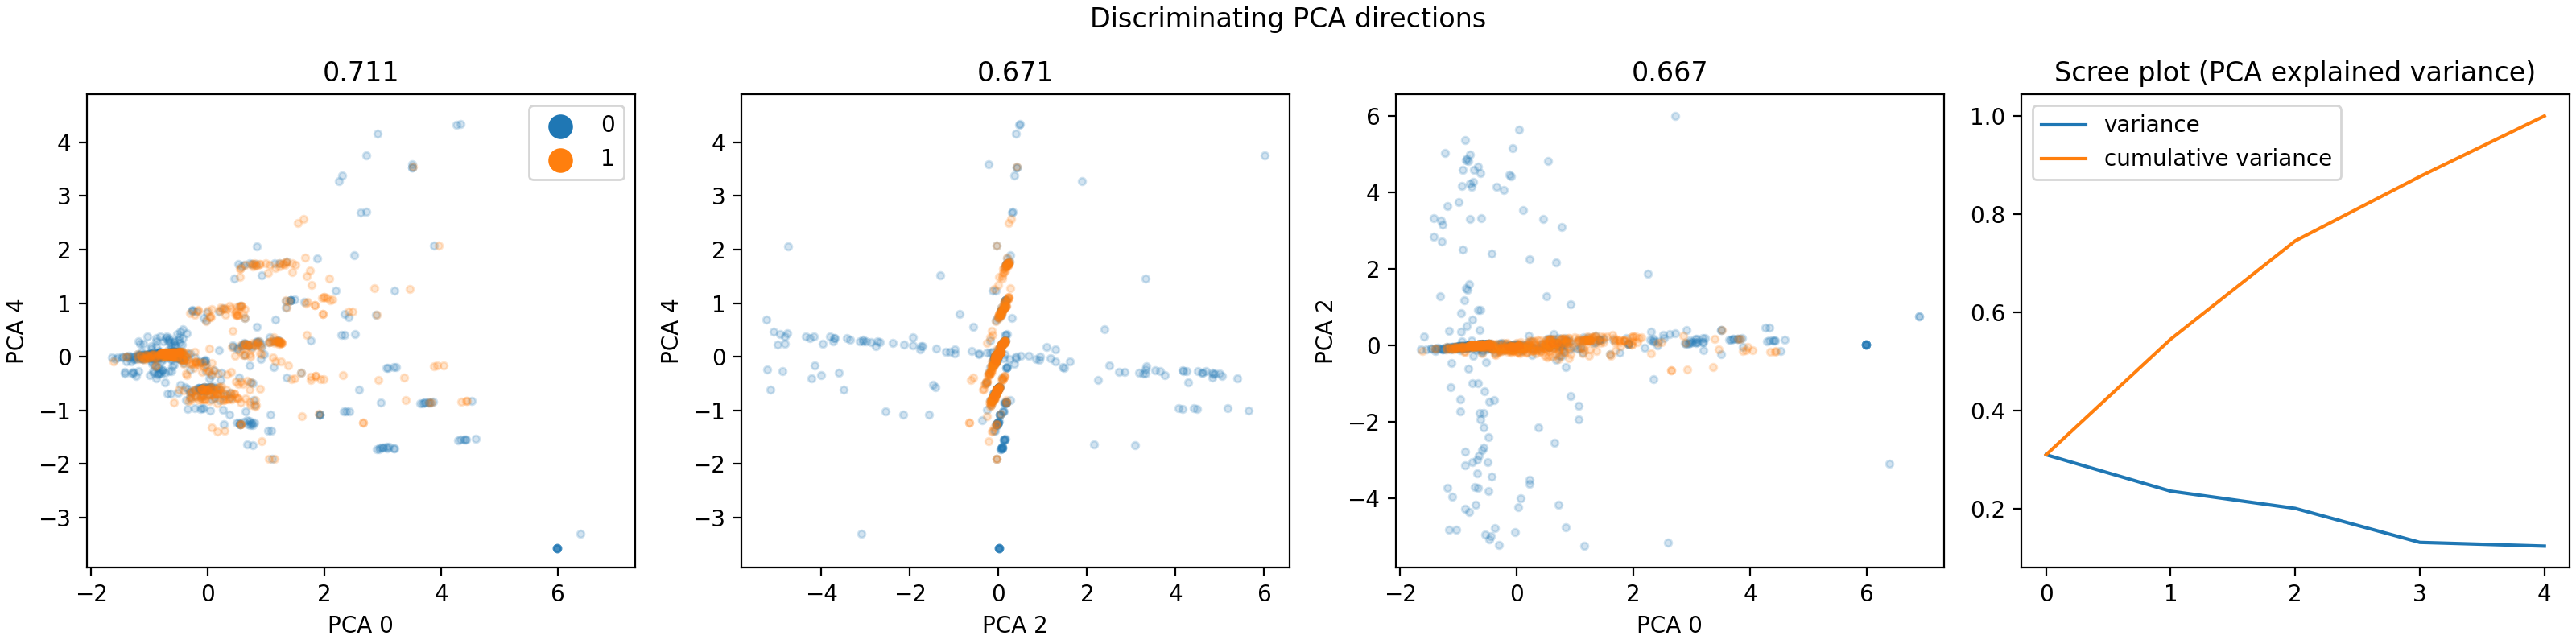 Discriminating PCA directions
0.711
0
1
4
3
2
1
0
−1
−2
−3
PCA 4
−2 0 2 4 6
PCA 0
0.671
4
3
2
1
0
−1
−2
−3
PCA 4
−4 −2 0 2 4 6
PCA 2
0.667
6
4
2
0
−2
−4
PCA 2
−2 0 2 4 6
PCA 0
Scree plot (PCA explained variance)
variance
cumulative variance
1.0
0.8
0.6
0.4
0.2
0 1 2 3 4